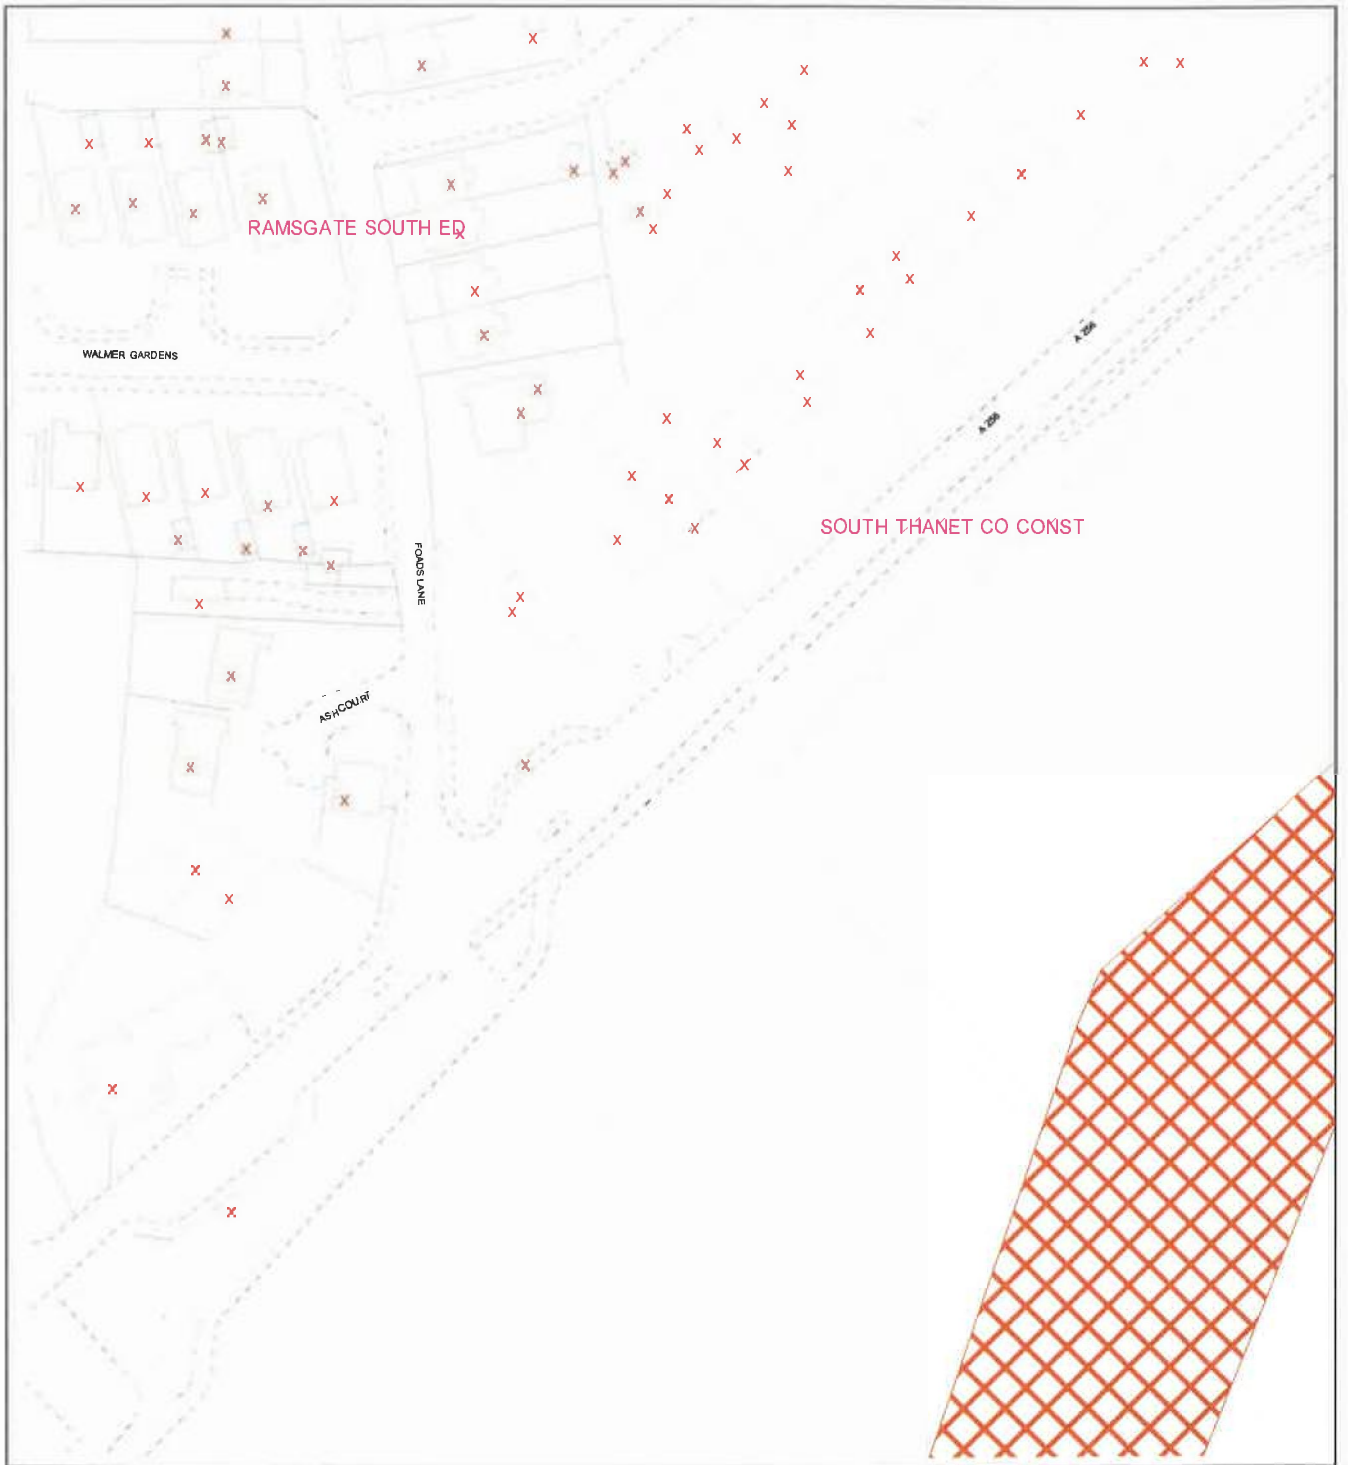 RAMSGATE SOUTH ED
A 256
WALMER GARDENS
A 256
SOUTH THANET CO CONST
FOADS LANE
ASHCOURT